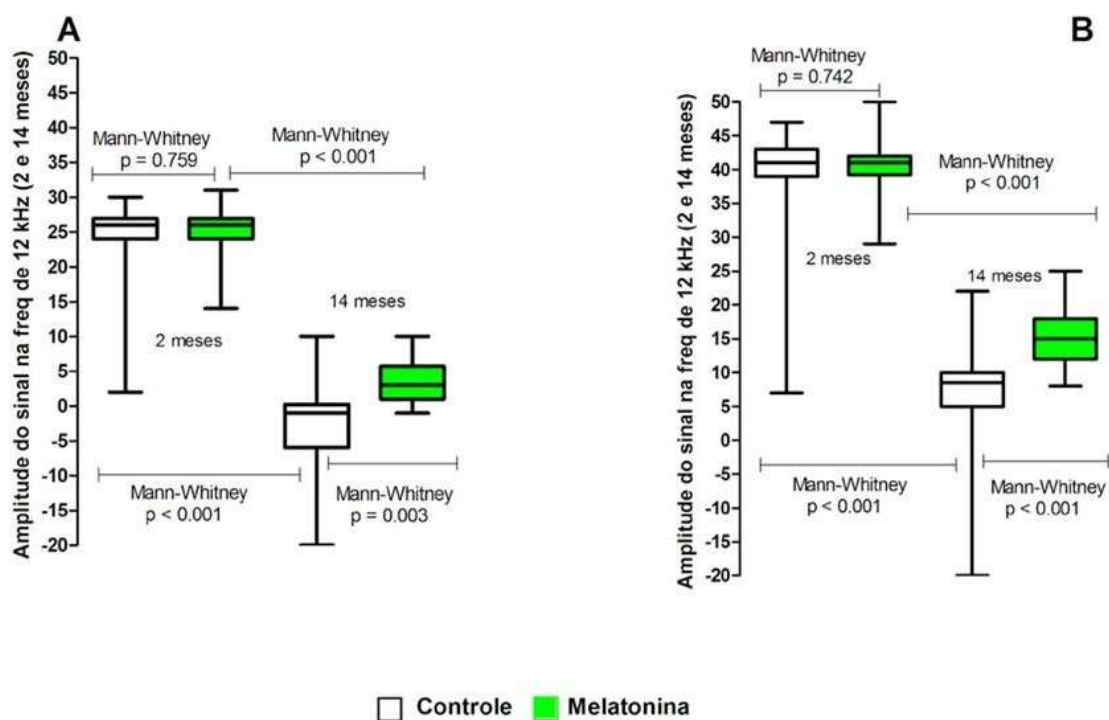 A
Amplitude do sinal na freq de 12 kHz (2 e 14 meses)
50
45
40
35
30
25
20
15
10
5
0
-5
-10
-15
-20
Mann-Whitney
p = 0.759
Mann-Whitney
p < 0.001
2 meses
14 meses
Mann-Whitney
p < 0.001
Mann-Whitney
p = 0.003
B
Amplitude do sinal na freq de 12 kHz (2 e 14 meses)
50
45
40
35
30
25
20
15
10
5
0
-5
-10
-15
-20
Mann-Whitney
p = 0.742
Mann-Whitney
p < 0.001
2 meses
14 meses
Mann-Whitney
p < 0.001
Mann-Whitney
p < 0.001
Controle
Melatonina